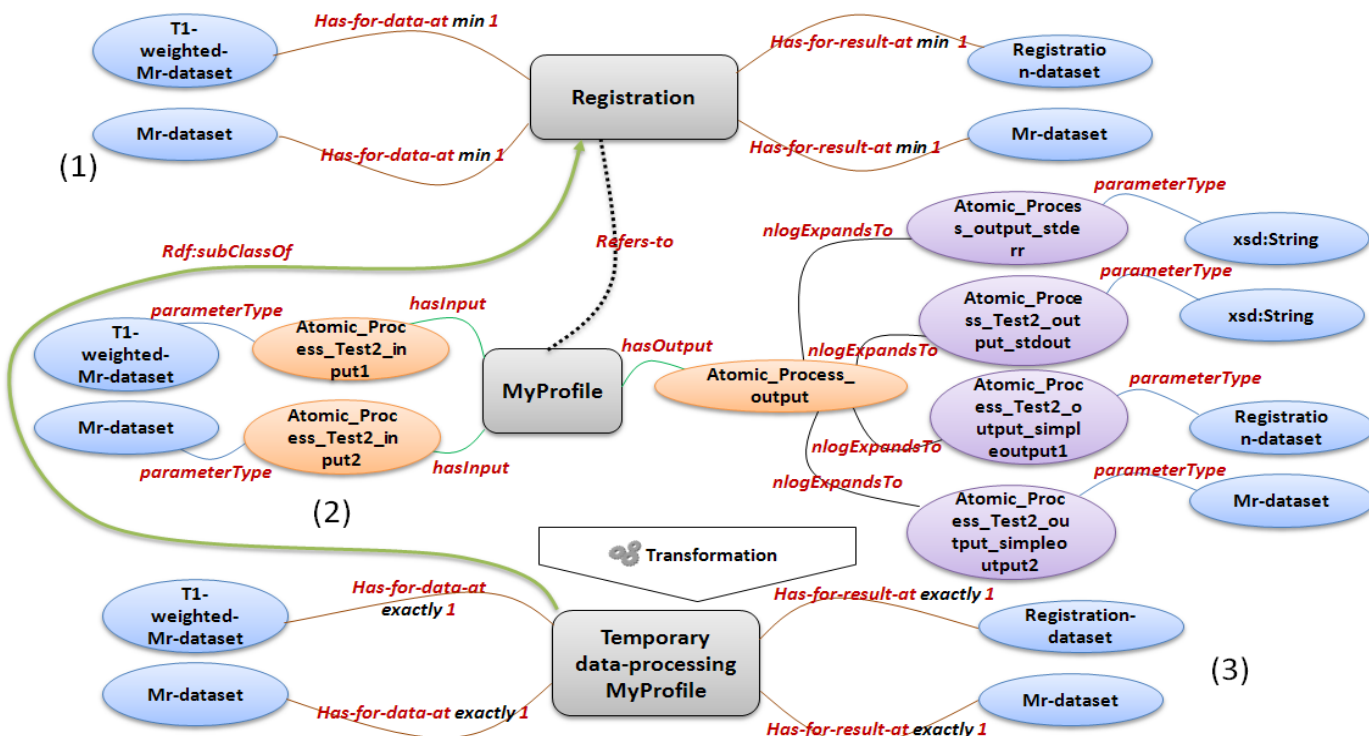 T1-
weighted-
Mr-dataset
Has-for-data-at min 1
Mr-dataset
Has-for-data-at min 1
Registration
Has-for-result-at min 1
Registratio
n-dataset
Has-for-result-at min 1
Mr-dataset
(1)
Rdf:subClassOf
Refers-to
T1-
weighted-
Mr-dataset
parameterType
Atomic_Proc
ess_Test2_in
put1
hasInput
Mr-dataset
parameterType
Atomic_Proc
ess_Test2_in
put2
hasInput
MyProfile
hasOutput
Atomic_Process_
output
nlogExpandsTo
Atomic_Proces
s_output_stde
rr
parameterType
xsd:String
nlogExpandsTo
Atomic_Proce
ss_Test2_out
put_stdout
parameterType
xsd:String
nlogExpandsTo
Atomic_Proc
ess_Test2_o
utput_simpl
eoutput1
parameterType
Registratio
n-dataset
nlogExpandsTo
Atomic_Proc
ess_Test2_ou
tput_simpleo
utput2
parameterType
Mr-dataset
(2)
Transformation
T1-
weighted-
Mr-dataset
Has-for-data-at
exactly 1
Mr-dataset
Has-for-data-at exactly 1
Temporary
data-processing
MyProfile
Has-for-result-at exactly 1
Registration-
dataset
Has-for-result-at exactly 1
Mr-dataset
(3)